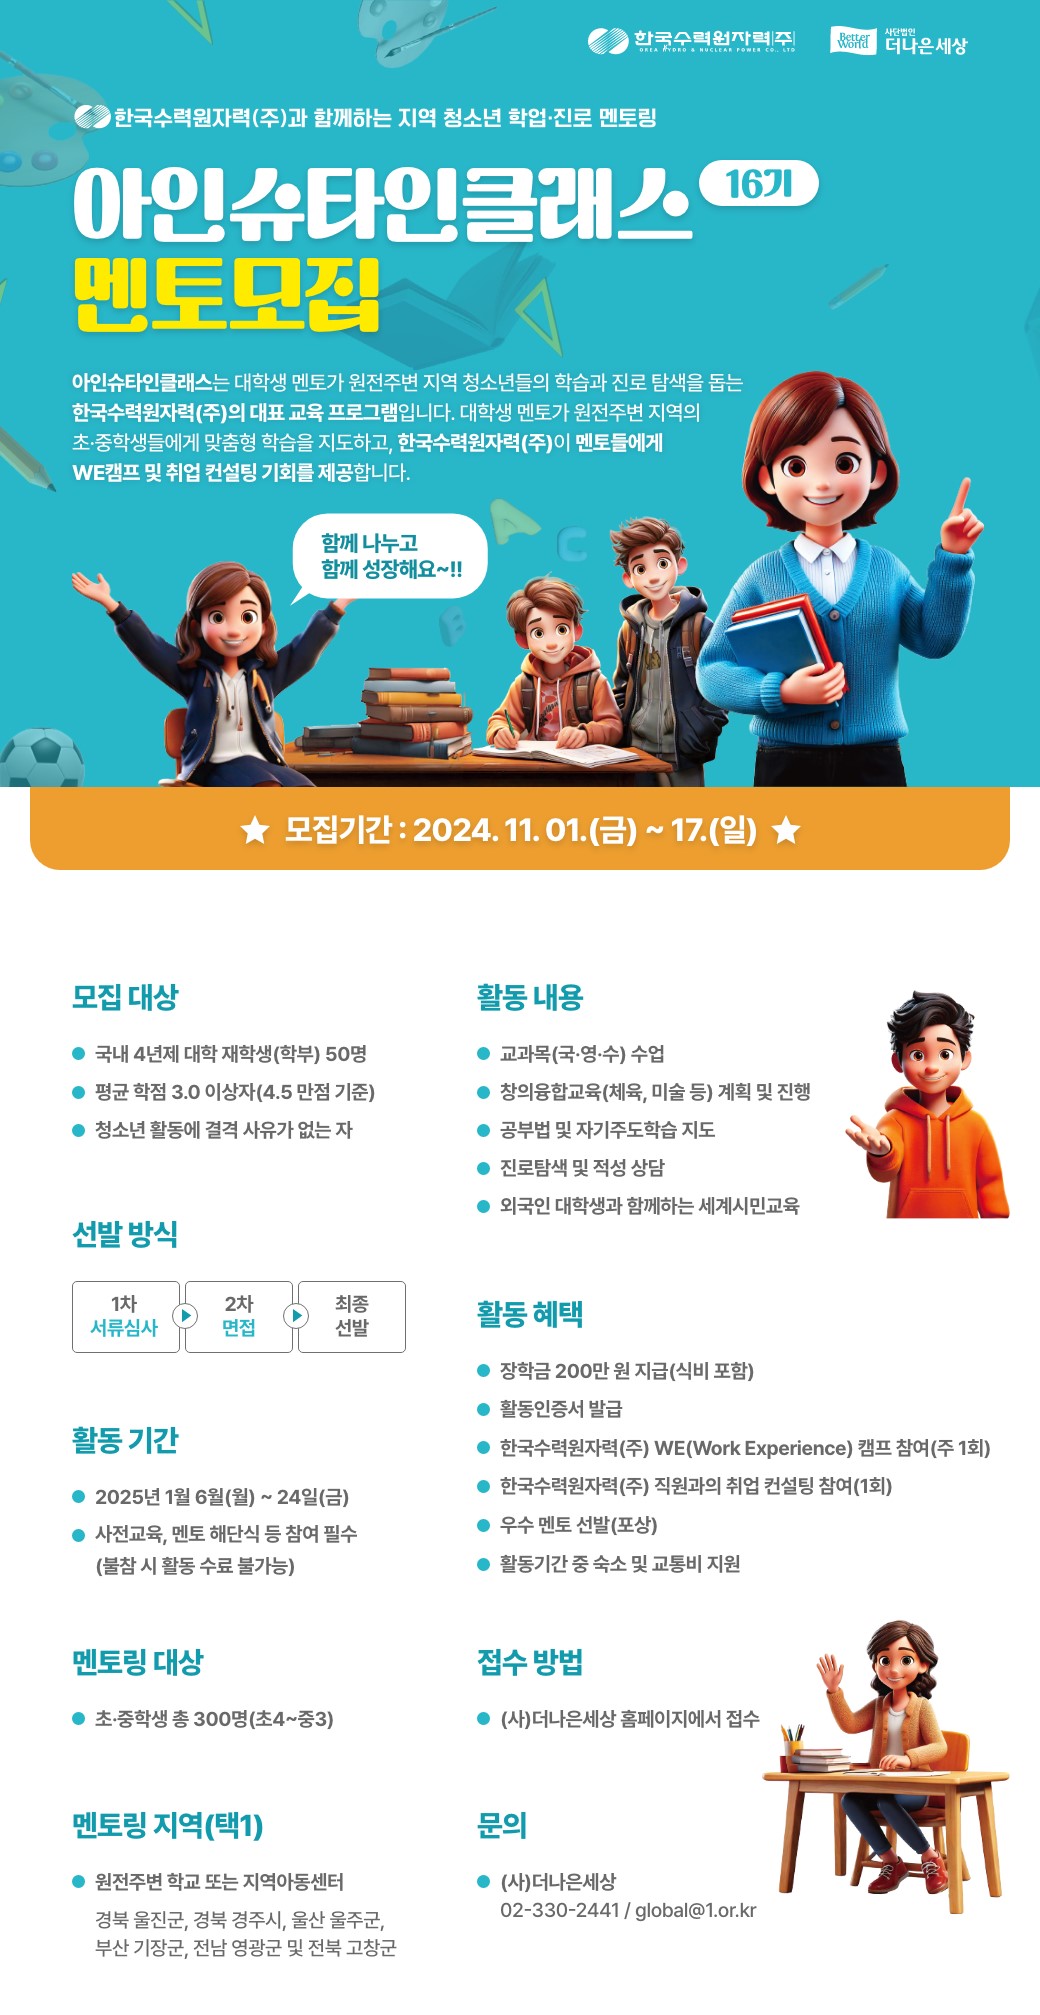 한국수력원자력(주)
KOREA HYDRO & NUCLEAR POWER CO., LTD
Better World
사단법인
더나은세상
한국수력원자력(주)과 함께하는 지역 청소년 학업·진로 멘토링
아인슈타인클래스 16기
멘토모집
아인슈타인클래스는 대학생 멘토가 원전주변 지역 청소년들의 학습과 진로 탐색을 돕는
한국수력원자력(주)의 대표 교육 프로그램입니다. 대학생 멘토가 원전주변 지역의
초·중학생들에게 맞춤형 학습을 지도하고, 한국수력원자력(주)이 멘토들에게
WE캠프 및 취업 컨설팅 기회를 제공합니다.
함께 나누고
함께 성장해요~!!
A
C
B
모집기간 : 2024. 11. 01.(금) ~ 17.(일)
모집 대상
국내 4년제 대학 재학생(학부) 50명
평균 학점 3.0 이상자(4.5 만점 기준)
청소년 활동에 결격 사유가 없는 자
선발 방식
1차
서류심사
2차
면접
최종
선발
활동 기간
2025년 1월 6월(월) ~ 24일(금)
사전교육, 멘토 해단식 등 참여 필수
(불참 시 활동 수료 불가능)
멘토링 대상
초·중학생 총 300명(초4~중3)
멘토링 지역(택1)
원전주변 학교 또는 지역아동센터
경북 울진군, 경북 경주시, 울산 울주군,
부산 기장군, 전남 영광군 및 전북 고창군
활동 내용
교과목(국·영·수) 수업
창의융합교육(체육, 미술 등) 계획 및 진행
공부법 및 자기주도학습 지도
진로탐색 및 적성 상담
외국인 대학생과 함께하는 세계시민교육
활동 혜택
장학금 200만 원 지급(식비 포함)
활동인증서 발급
한국수력원자력(주) WE(Work Experience) 캠프 참여(주 1회)
한국수력원자력(주) 직원과의 취업 컨설팅 참여(1회)
우수 멘토 선발(포상)
활동기간 중 숙소 및 교통비 지원
접수 방법
(사)더나은세상 홈페이지에서 접수
문의
(사)더나은세상
02-330-2441 / global@1.or.kr